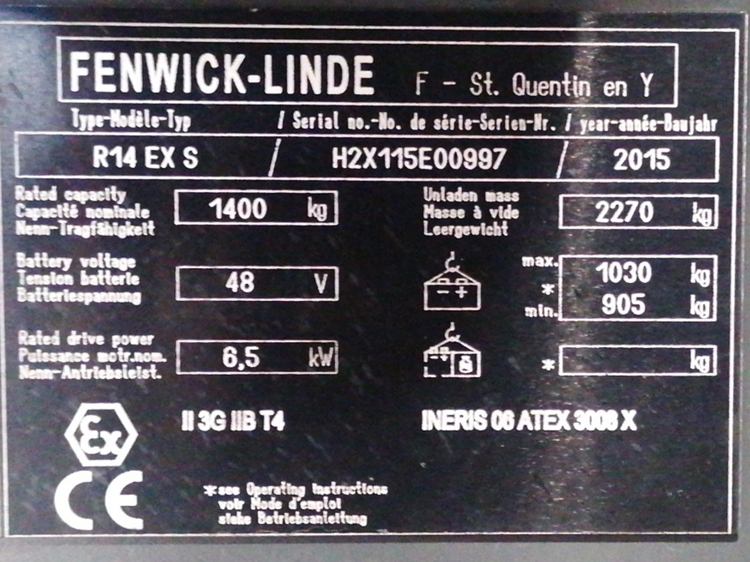 FENWICK-LINDE F - St. Quentin en Y
Type-Modèle-Typ / Serial no.-No. de série-Serien-Nr. / year-année-Baujahr
R14 EX S / H2X115E00997 / 2015
Rated capacity
Capacité nominale
Nenn-Tragfähigkeit
1400 kg
Unladen mass
Masse à vide
Leergewicht
2270 kg
Battery voltage
Tension batterie
Batteriespannung
48 V
- +
max. 1030 kg
*
min. 905 kg
Rated drive power
Puissance motr.nom.
Nenn-Antriebsleist.
6,5 kW
* kg
Ex II 3G IIB T4 INERIS 06 ATEX 3008 X
CE
*see Operating Instructions
voir Mode d'emploi
siehe Betriebsanleitung